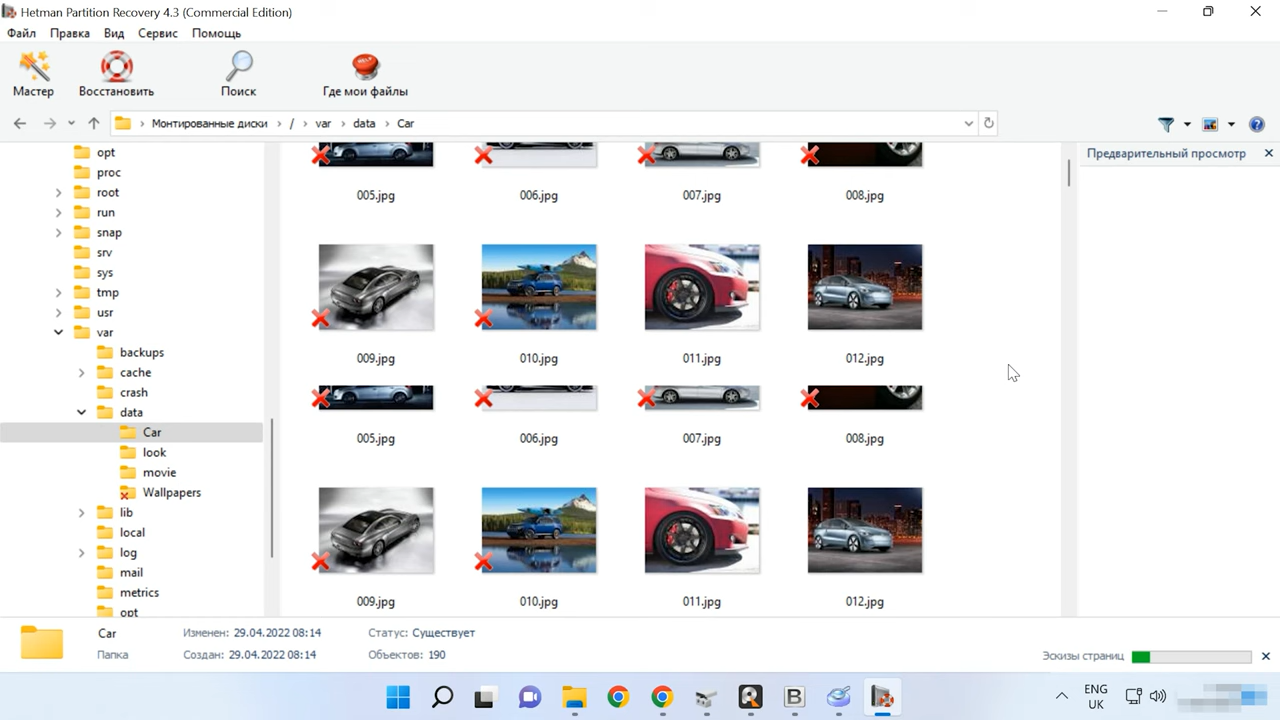 Hetman Partition Recovery 4.3 (Commercial Edition)
Файл Правка Вид Сервис Помощь
Мастер Восстановить Поиск Где мои файлы
Монтированные диски / var data Car
Предварительный просмотр
opt
proc
root
run
snap
srv
sys
tmp
usr
var
backups
cache
crash
data
Car
look
movie
Wallpapers
lib
local
log
mail
metrics
opt
005.jpg 006.jpg 007.jpg 008.jpg
009.jpg 010.jpg 011.jpg 012.jpg
005.jpg 006.jpg 007.jpg 008.jpg
009.jpg 010.jpg 011.jpg 012.jpg
Car Изменен: 29.04.2022 08:14 Статус: Существует
Папка Создан: 29.04.2022 08:14 Объектов: 190
Эскизы страниц
ENG
UK